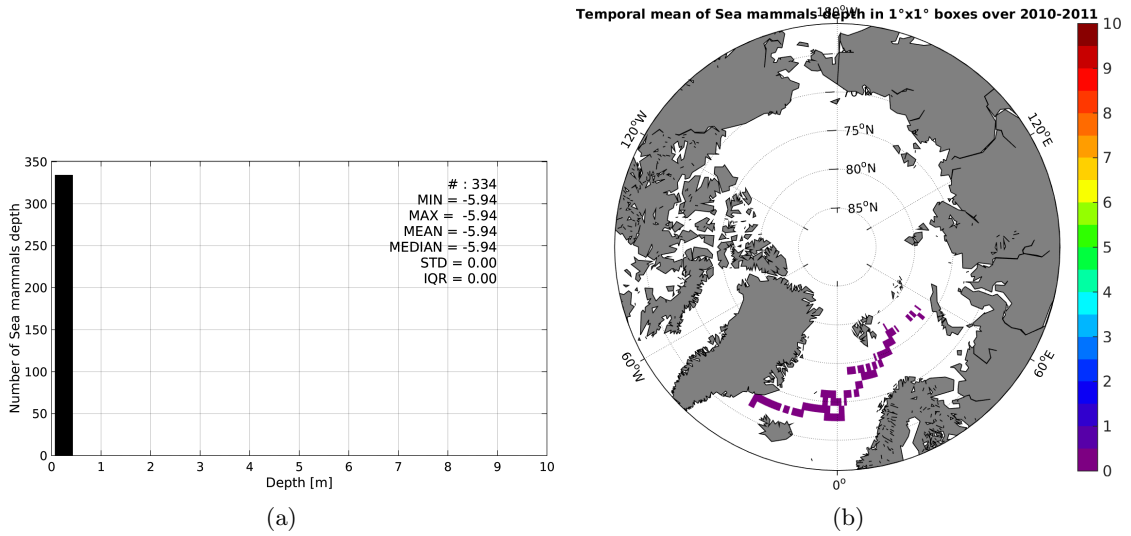 Temporal mean of Sea mammals depth in 1°x1° boxes over 2010-2011
180°W
120°W
120°E
60°W
60°E
0°
70°N
75°N
80°N
85°N
10
9
8
7
6
5
4
3
2
1
0
350
300
250
200
150
100
50
0
Number of Sea mammals depth
# : 334
MIN = -5.94
MAX = -5.94
MEAN = -5.94
MEDIAN = -5.94
STD = 0.00
IQR = 0.00
0 1 2 3 4 5 6 7 8 9 10
Depth [m]
(a)
(b)